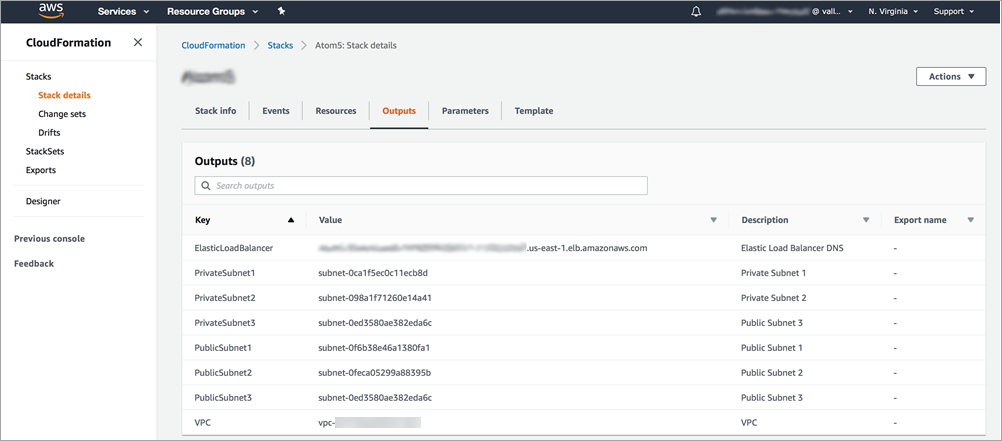 aws Services Resource Groups @ vall... N. Virginia Support
CloudFormation
CloudFormation > Stacks > Atom5: Stack details
Actions
Stacks
Stack details
Change sets
Drifts
StackSets
Exports
Designer
Previous console
Feedback
Stack info Events Resources Outputs Parameters Template
Outputs (8)
Search outputs
Key Value Description Export name
ElasticLoadBalancer .us-east-1.elb.amazonaws.com Elastic Load Balancer DNS -
PrivateSubnet1 subnet-0ca1f5ec0c11ecb8d Private Subnet 1 -
PrivateSubnet2 subnet-098a1f71260e14a41 Private Subnet 2 -
PrivateSubnet3 subnet-0ed3580ae382eda6c Public Subnet 3 -
PublicSubnet1 subnet-0f6b38e46a1380fa1 Public Subnet 1 -
PublicSubnet2 subnet-0feca05299a88395b Public Subnet 2 -
PublicSubnet3 subnet-0ed3580ae382eda6c Public Subnet 3 -
VPC vpc- VPC -